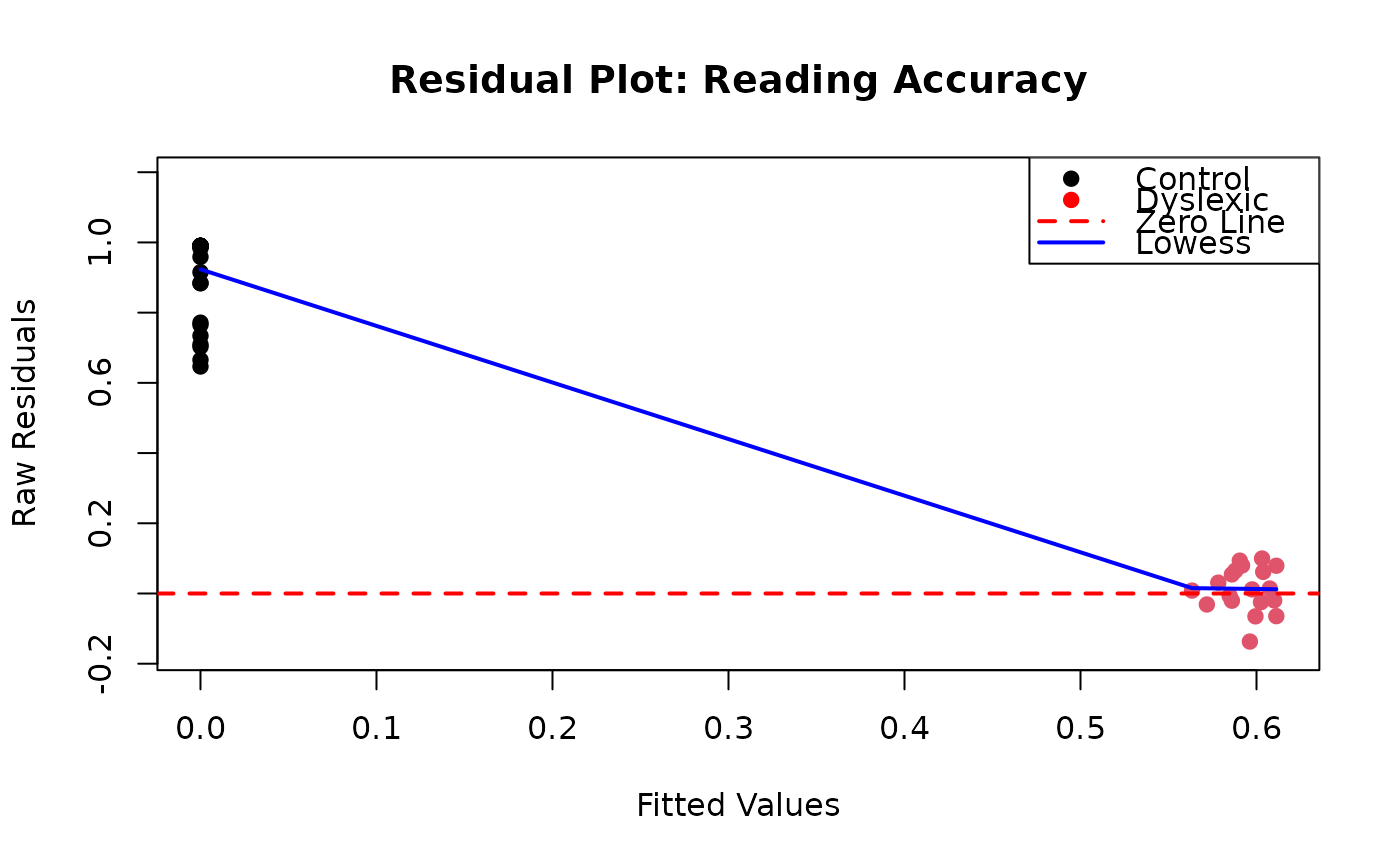 Residual Plot: Reading Accuracy
Control
Dyslexic
Zero Line
Lowess
1.0
0.6
0.2
-0.2
Raw Residuals
0.0 0.1 0.2 0.3 0.4 0.5 0.6
Fitted Values